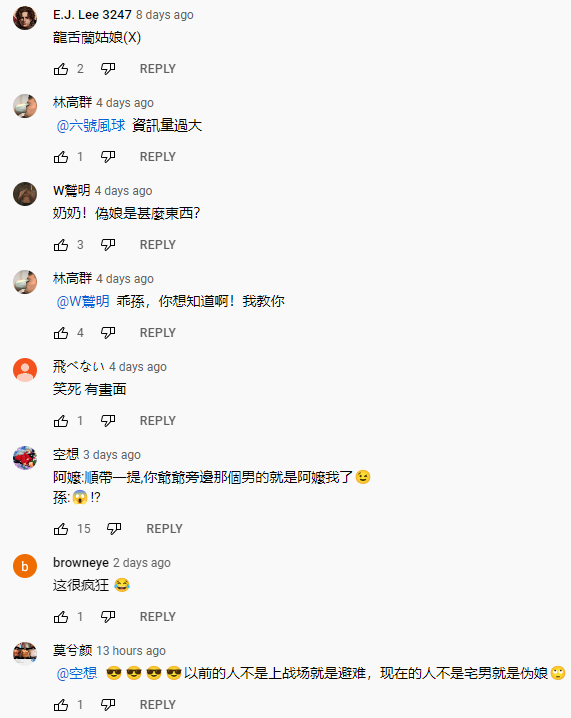 E.J. Lee 3247 8 days ago
龍舌蘭姑娘(X)
2 REPLY
林高群 4 days ago
@六號風球 資訊量過大
1 REPLY
W鵞明 4 days ago
奶奶！偽娘是甚麼東西?
3 REPLY
林高群 4 days ago
@W鵞明 乖孫，你想知道啊！我教你
4 REPLY
飛べない 4 days ago
笑死 有畫面
1 REPLY
空想 3 days ago
阿嬤:順帶一提,你爺爺旁邊那個男的就是阿嬤我了😉
孫:😱!?
15 REPLY
b browneye 2 days ago
这很疯狂 😂
1 REPLY
莫兮颜 13 hours ago
@空想 😎😎😎😎以前的人不是上战场就是避难，现在的人不是宅男就是伪娘🙄
1 REPLY